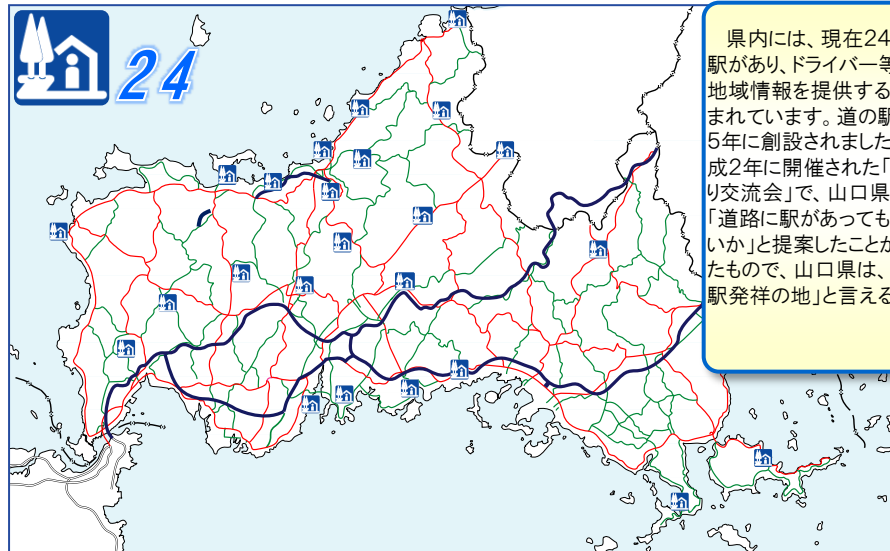 24
県内には、現在24
駅があり、ドライバー等
地域情報を提供する
まれています。道の駅
5年に創設されました
成2年に開催された「
り交流会」で、山口県
「道路に駅があっても
いか」と提案したことか
たもので、山口県は、
駅発祥の地」と言える